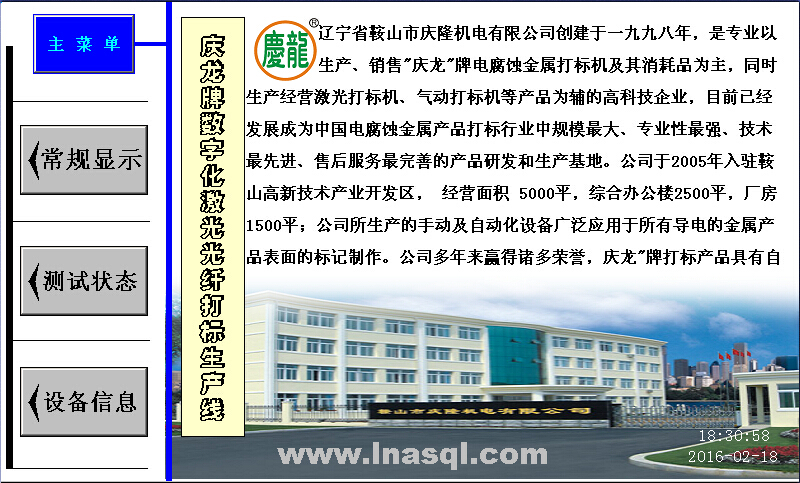 主 菜 单
常规显示
测试状态
设备信息
庆龙牌数字化激光光纤打标生产线
慶龍®
辽宁省鞍山市庆隆机电有限公司创建于一九九八年，是专业以
生产、销售"庆龙"牌电腐蚀金属打标机及其消耗品为主，同时
生产经营激光打标机、气动打标机等产品为辅的高科技企业，目前已经
发展成为中国电腐蚀金属产品打标行业中规模最大、专业性最强、技术
最先进、售后服务最完善的产品研发和生产基地。公司于2005年入驻鞍
山高新技术产业开发区， 经营面积 5000平，综合办公楼2500平，厂房
1500平；公司所生产的手动及自动化设备广泛应用于所有导电的金属产
品表面的标记制作。公司多年来赢得诸多荣誉，庆龙"牌打标产品具有自
鞍山市庆隆机电有限公司
18:30:58
www.lnasql.com
2016-02-18